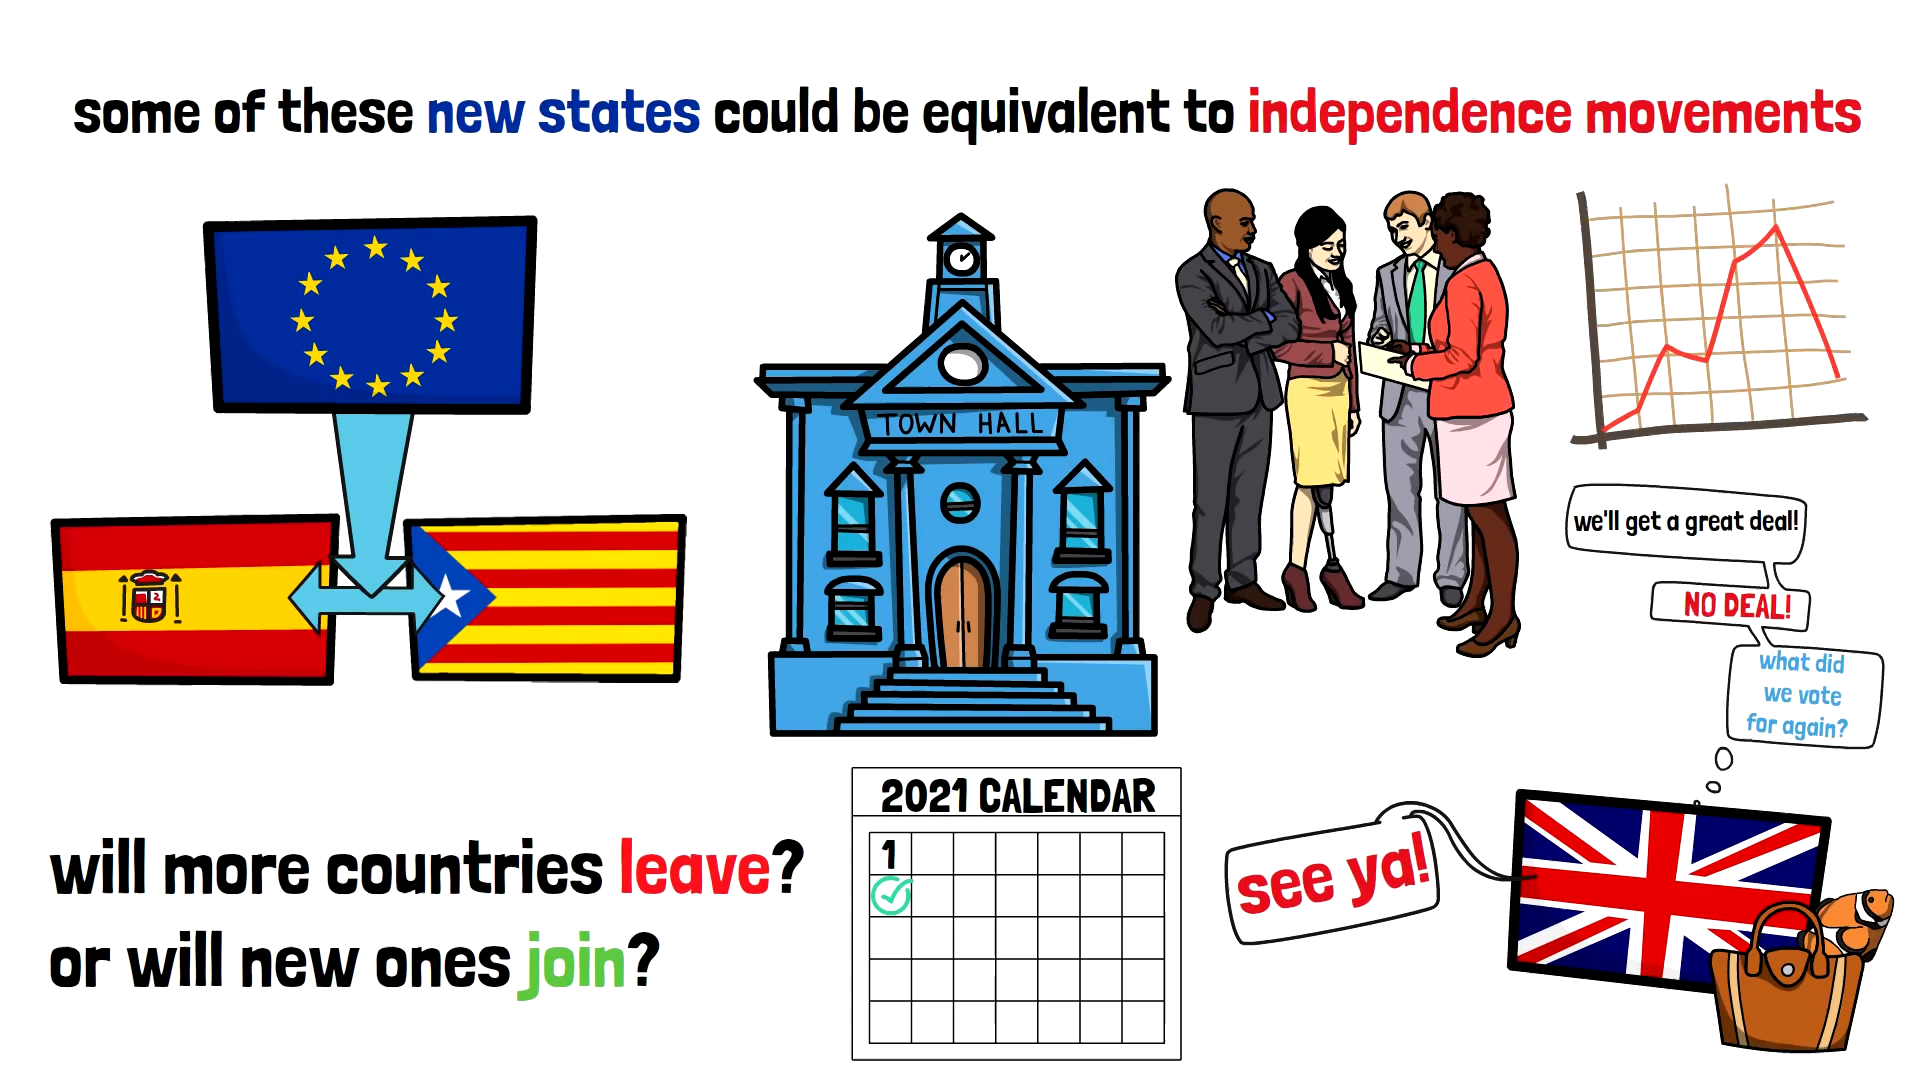 some of these new states could be equivalent to independence movements
TOWN HALL
we'll get a great deal!
NO DEAL!
what did
we vote
for again?
will more countries leave?
or will new ones join?
2021 CALENDAR
1
see ya!